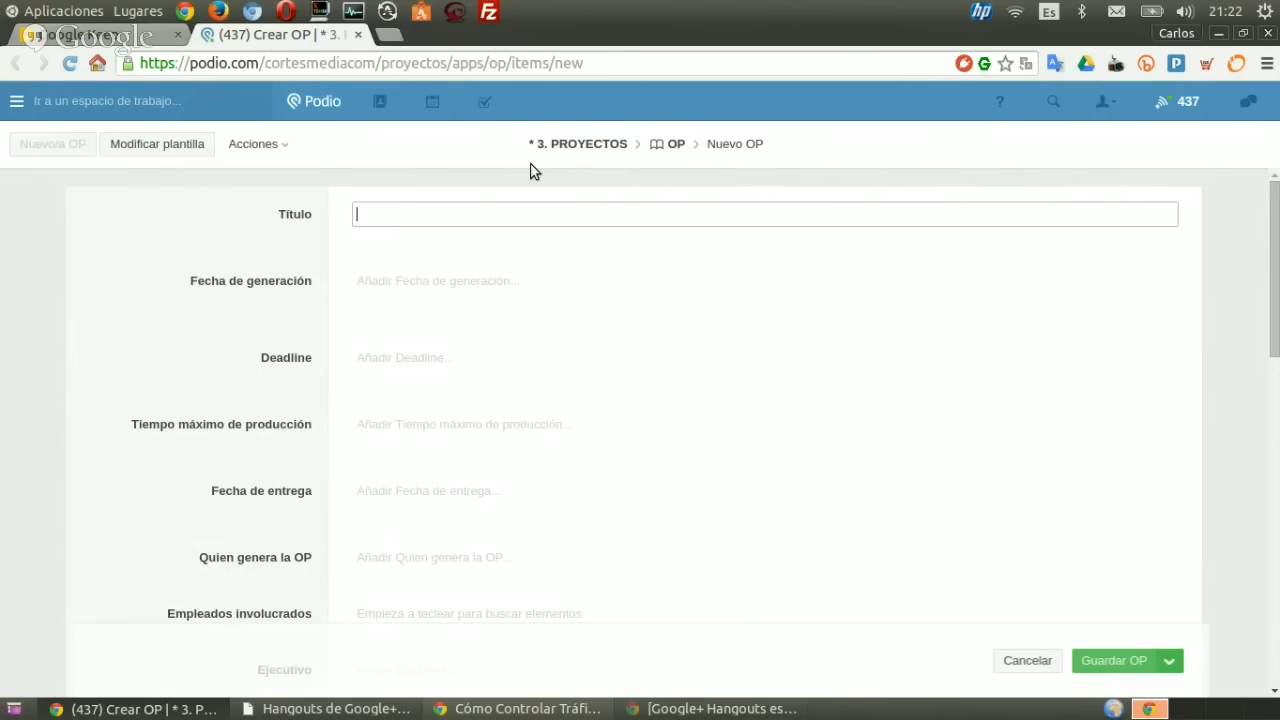 Aplicaciones Lugares
Es
21:22
Google
(437) Crear OP | * 3. I
Carlos
https://podio.com/cortesmediacom/proyectos/apps/op/items/new
Ir a un espacio de trabajo...
Podio
?
437
Nuevo/a OP
Modificar plantilla
Acciones
* 3. PROYECTOS > OP > Nuevo OP
Título
Fecha de generación
Añadir Fecha de generación...
Deadline
Añadir Deadline...
Tiempo máximo de producción
Añadir Tiempo máximo de producción...
Fecha de entrega
Añadir Fecha de entrega...
Quien genera la OP
Añadir Quien genera la OP...
Empleados involucrados
Empieza a teclear para buscar elementos
Ejecutivo
Cancelar
Guardar OP
(437) Crear OP | * 3. P...
Hangouts de Google+...
Cómo Controlar Tráfi...
[Google+ Hangouts es...